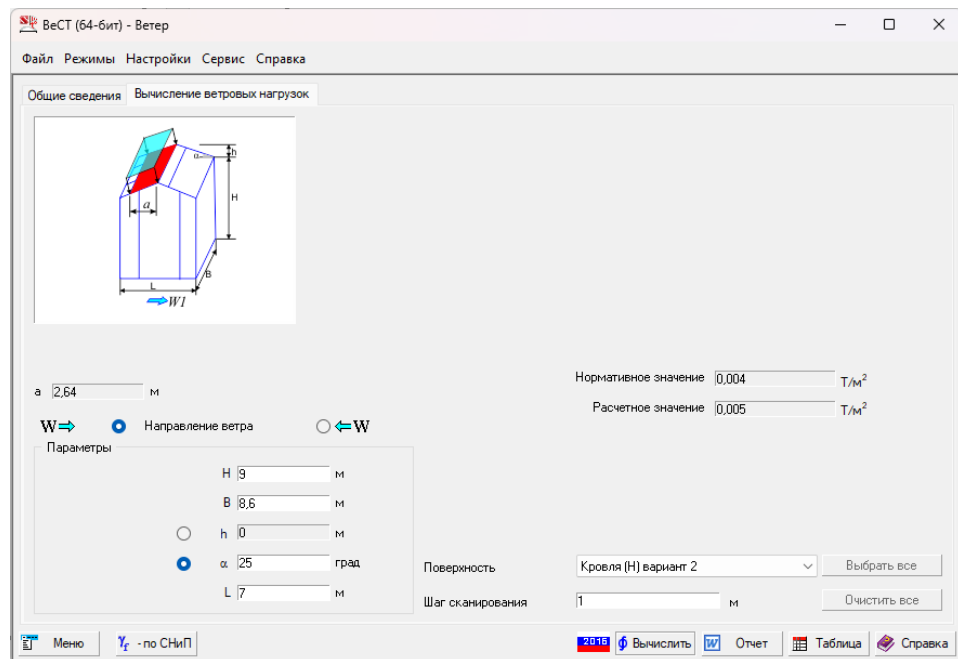 ВеСТ (64-бит) - Ветер
Файл Режимы Настройки Сервис Справка
Общие сведения Вычисление ветровых нагрузок
h
α
H
a
B
L
W1
a 2,64 м
Нормативное значение 0,004 Т/м²
Расчетное значение 0,005 Т/м²
W⇒ Направление ветра ⇐W
Параметры
H 9 м
B 8,6 м
h 0 м
α 25 град
L 7 м
Поверхность Кровля (H) вариант 2 Выбрать все
Шаг сканирования 1 м Очистить все
Меню γf - по СНиП 2016 Вычислить W Отчет Таблица Справка